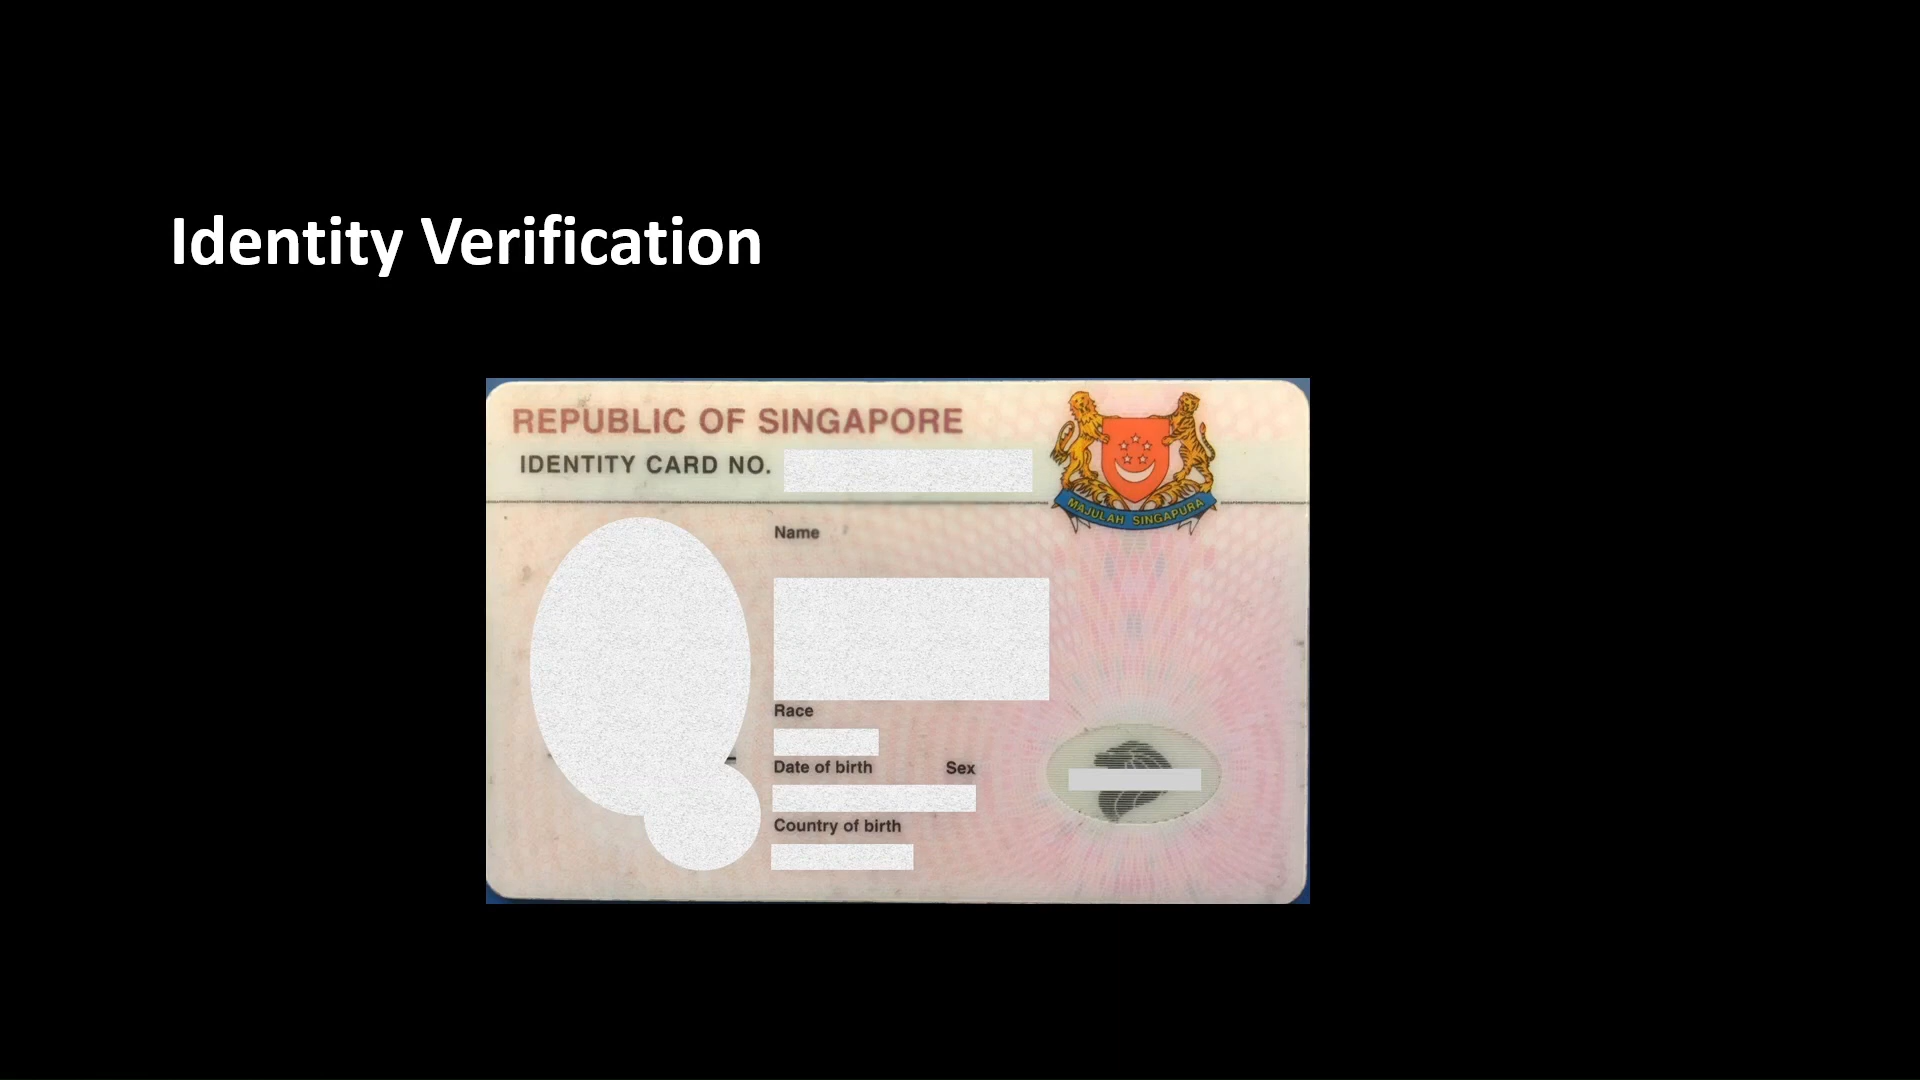 Identity Verification
REPUBLIC OF SINGAPORE
IDENTITY CARD NO.
MAJULAH SINGAPURA
Name
Race
Date of birth Sex
Country of birth